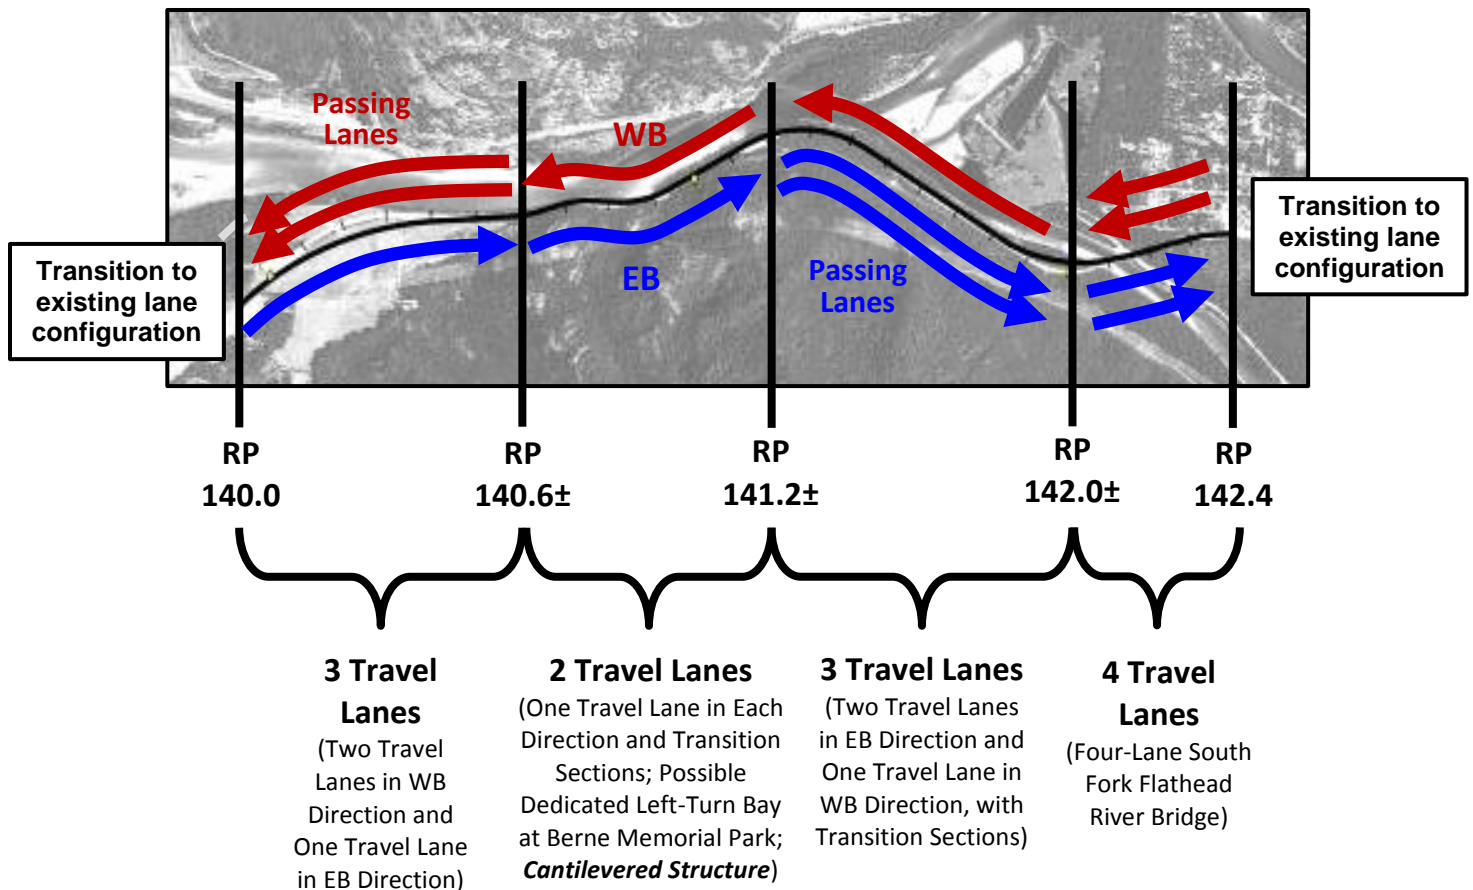 Passing
Lanes
WB
Transition to
existing lane
configuration
EB
Passing
Lanes
Transition to
existing lane
configuration
RP
140.0
RP
140.6±
RP
141.2±
RP
142.0±
RP
142.4
3 Travel
Lanes
(Two Travel
Lanes in WB
Direction and
One Travel Lane
in EB Direction)
2 Travel Lanes
(One Travel Lane in Each
Direction and Transition
Sections; Possible
Dedicated Left-Turn Bay
at Berne Memorial Park;
Cantilevered Structure)
3 Travel Lanes
(Two Travel Lanes
in EB Direction and
One Travel Lane in
WB Direction, with
Transition Sections)
4 Travel
Lanes
(Four-Lane South
Fork Flathead
River Bridge)